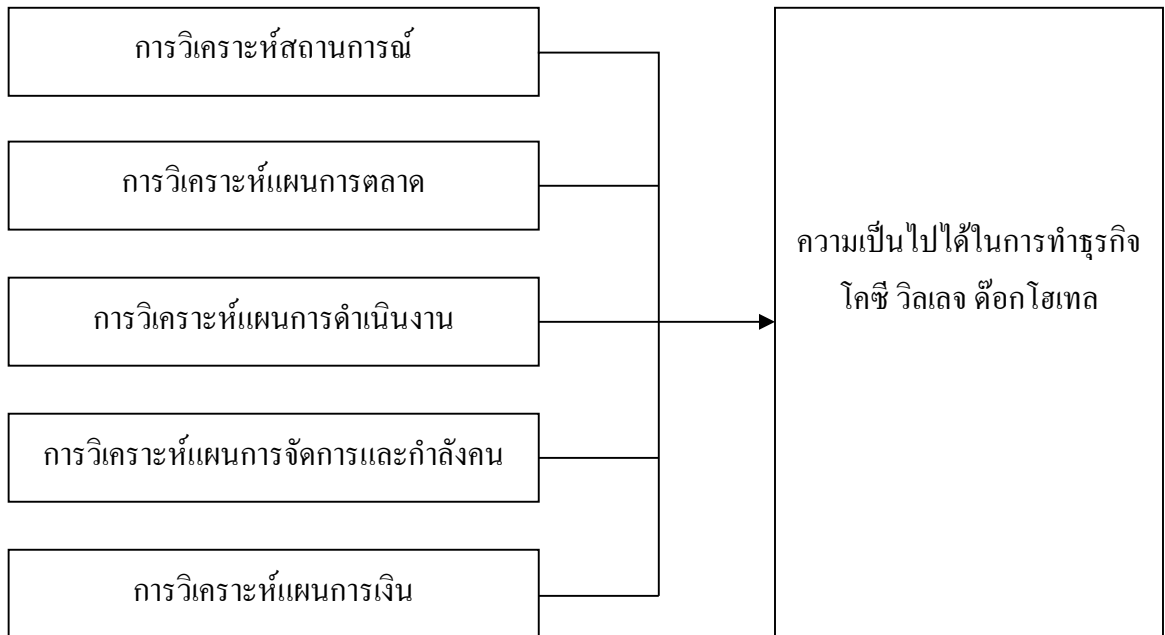 การวิเคราะห์สถานการณ์
การวิเคราะห์แผนการตลาด
การวิเคราะห์แผนการดำเนินงาน
การวิเคราะห์แผนการจัดการและกำลังคน
การวิเคราะห์แผนการเงิน
ความเป็นไปได้ในการทำธุรกิจ
โคซี วิลเลจ ด๊อกโฮเทล